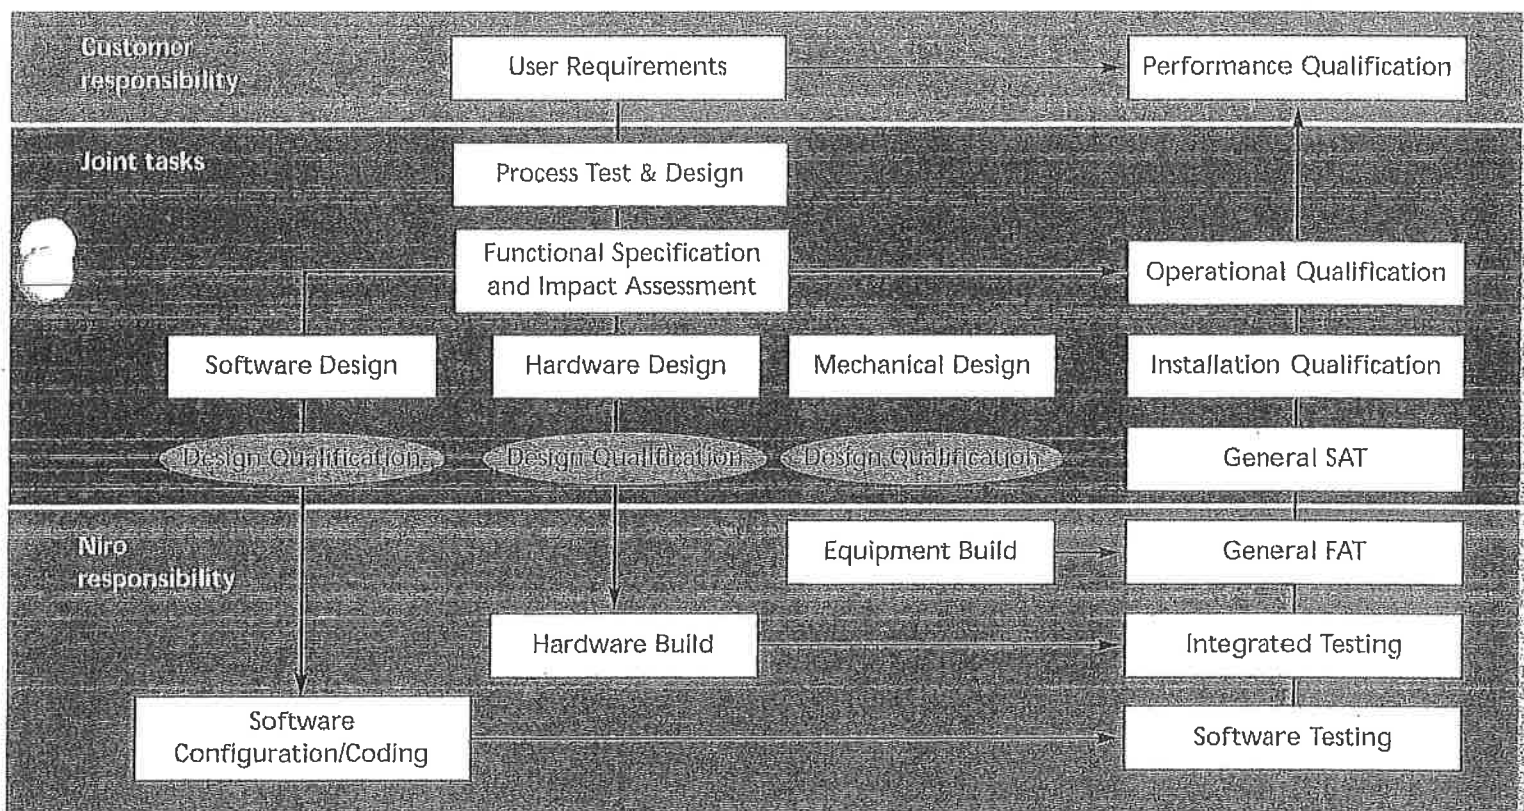 Customer
responsibility
User Requirements
Performance Qualification
Joint tasks
Process Test & Design
Functional Specification
and Impact Assessment
Operational Qualification
Software Design
Hardware Design
Mechanical Design
Installation Qualification
Design Qualification
Design Qualification
Design Qualification
General SAT
Niro
responsibility
Equipment Build
General FAT
Hardware Build
Integrated Testing
Software
Configuration/Coding
Software Testing